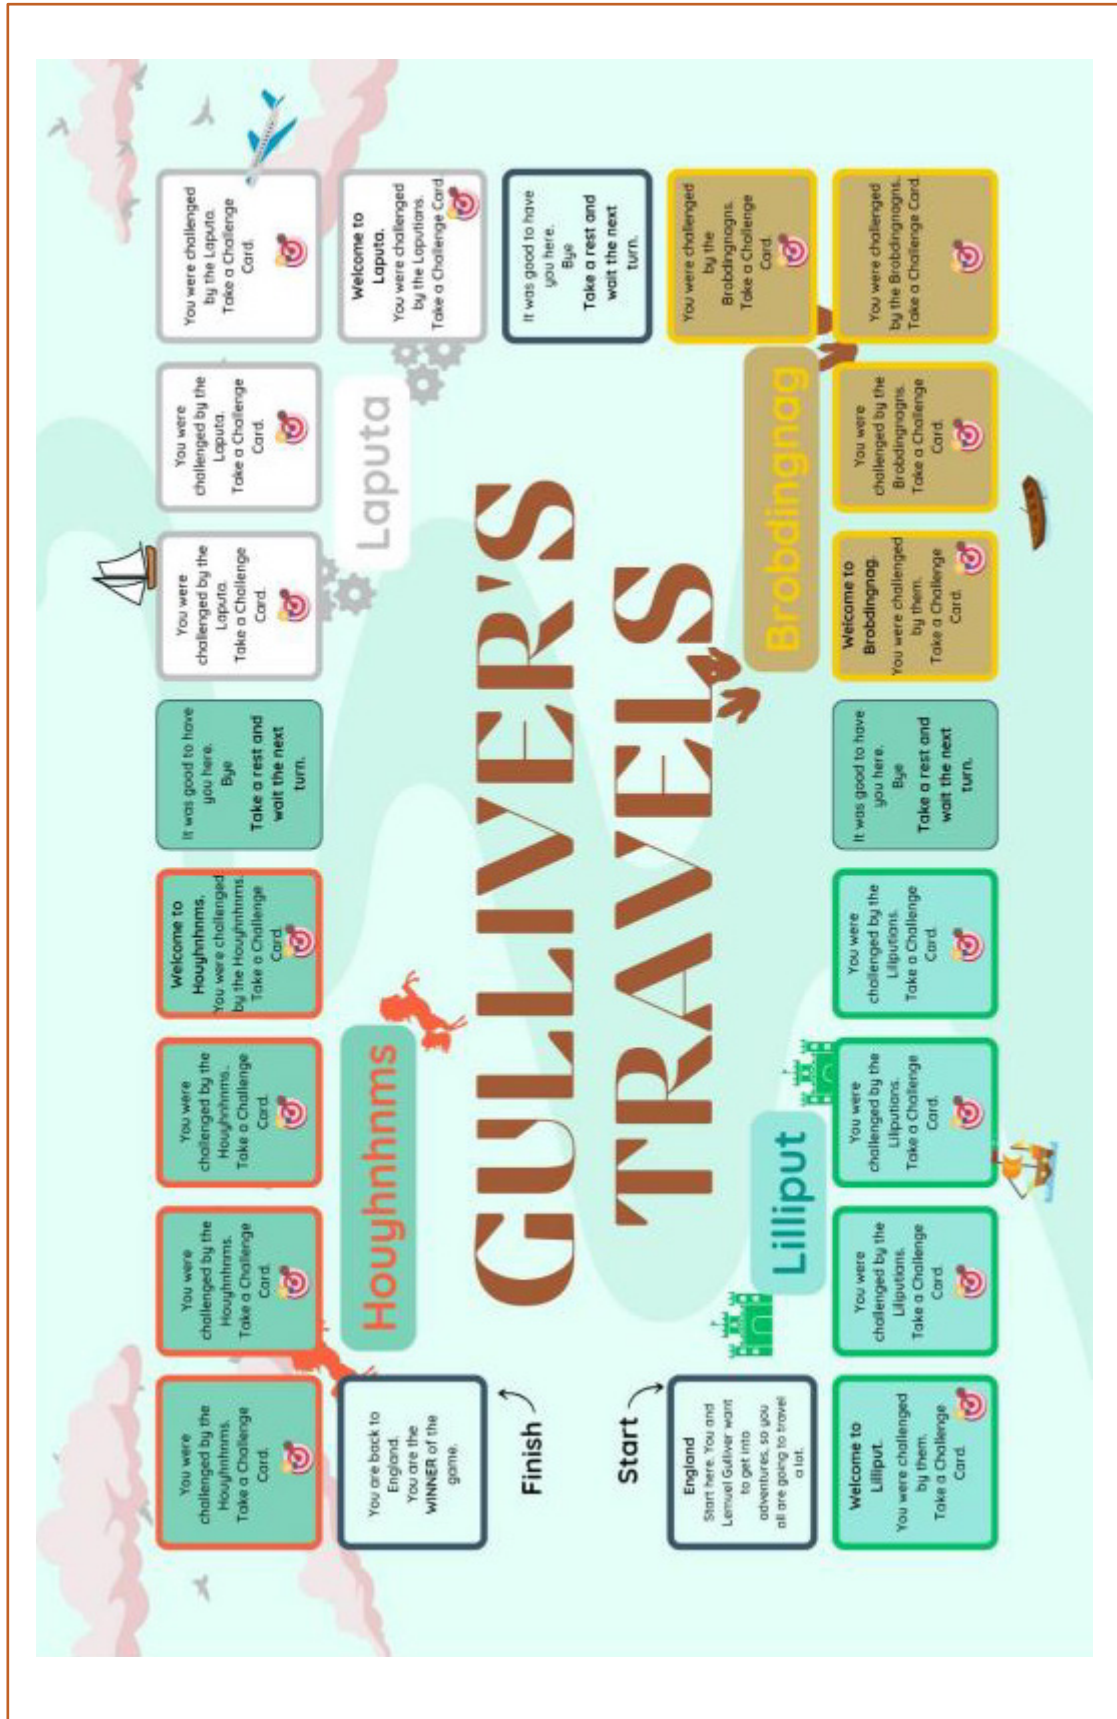 You were
challenged by the
Houyhnhnms.
Take a Challenge
Card.
You were
challenged by the
Houyhnhnms.
Take a Challenge
Card.
You were
challenged by the
Houyhnhnms..
Take a Challenge
Card.
Welcome to
Houyhnhnms.
You were challenged
by the Houyhnhnms.
Take a Challenge
Card.
It was good to have
you here.
Bye
Take a rest and
wait the next
turn.
You were
challenged by the
Laputa.
Take a Challenge
Card.
You were
challenged by the
Laputa.
Take a Challenge
Card.
You were challenged
by the Laputa.
Take a Challenge
Card.
You are back to
England.
You are the
WINNER of the
game.
Houyhnhnms
Laputa
Welcome to
Laputa.
You were challenged
by the Laputians.
Take a Challenge Card.
Finish
GULLIVER'S
It was good to have
you here.
Bye
Take a rest and
wait the next
turn.
Start
TRAVELS
England
Start here. You and
Lemuel Gulliver want
to get into
adventures, so you
all are going to travel
a lot.
Lilliput
Brobdingnag
You were challenged
by the
Brobdingnagns.
Take a Challenge
Card.
Welcome to
Lilliput.
You were challenged
by them.
Take a Challenge
Card.
You were
challenged by the
Liliputians.
Take a Challenge
Card.
You were
challenged by the
Liliputians.
Take a Challenge
Card.
You were
challenged by the
Liliputians.
Take a Challenge
Card.
It was good to have
you here.
Bye
Take a rest and
wait the next
turn.
Welcome to
Brobdingnag.
You were challenged
by them.
Take a Challenge
Card.
You were
challenged by the
Brobdingnagns.
Take a Challenge
Card.
You were challenged
by the Brobdingnagns..
Take a Challenge Card.